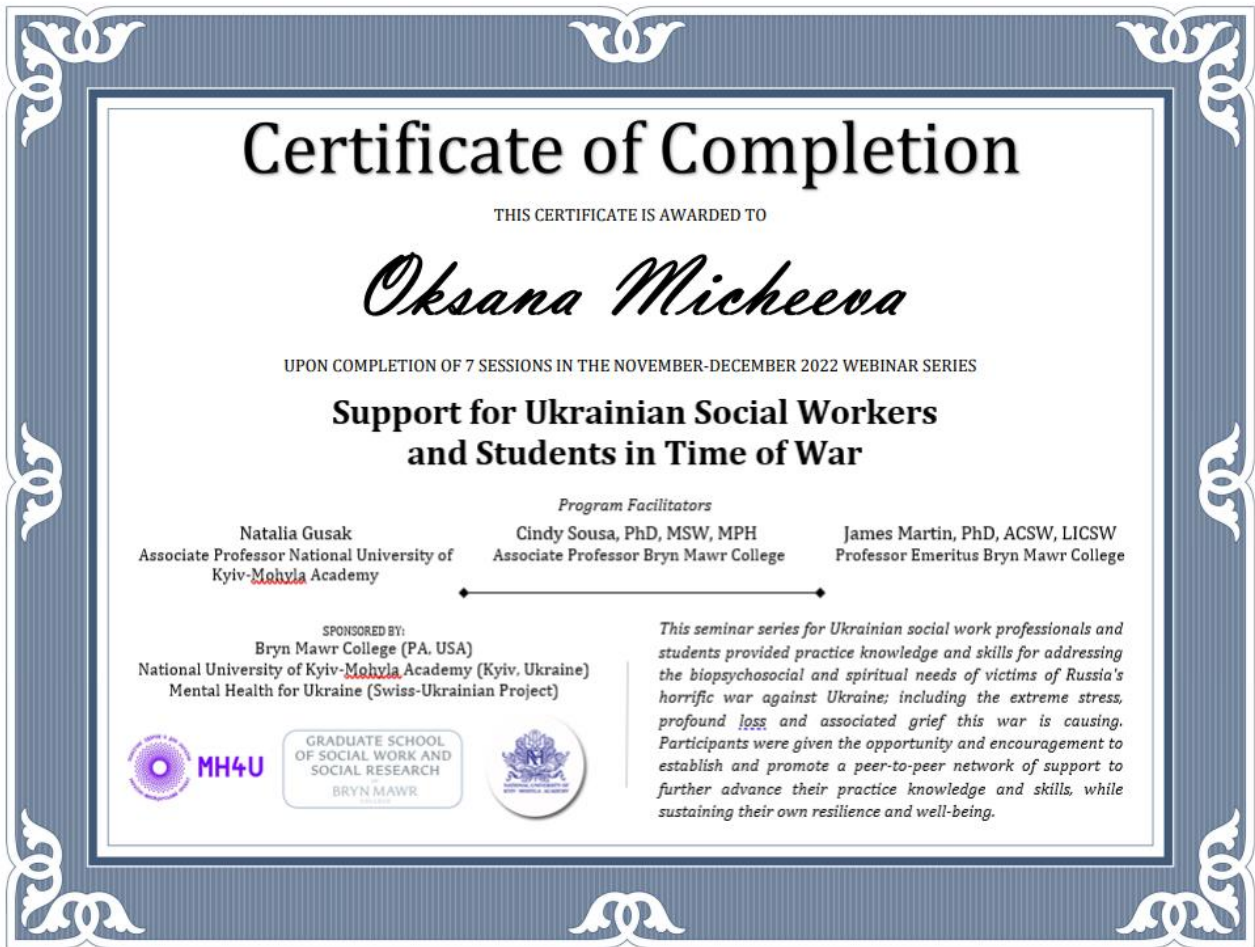 Certificate of Completion
THIS CERTIFICATE IS AWARDED TO
Oksana Micheeva
UPON COMPLETION OF 7 SESSIONS IN THE NOVEMBER-DECEMBER 2022 WEBINAR SERIES
Support for Ukrainian Social Workers
and Students in Time of War
Program Facilitators
Natalia Gusak
Associate Professor National University of
Kyiv-Mohyla Academy
Cindy Sousa, PhD, MSW, MPH
Associate Professor Bryn Mawr College
James Martin, PhD, ACSW, LICSW
Professor Emeritus Bryn Mawr College
SPONSORED BY:
Bryn Mawr College (PA, USA)
National University of Kyiv-Mohyla Academy (Kyiv, Ukraine)
Mental Health for Ukraine (Swiss-Ukrainian Project)
MH4U
GRADUATE SCHOOL
OF SOCIAL WORK AND
SOCIAL RESEARCH
BRYN MAWR
COLLEGE
NATIONAL UNIVERSITY OF
KYIV - MOHYLA ACADEMY
This seminar series for Ukrainian social work professionals and
students provided practice knowledge and skills for addressing
the biopsychosocial and spiritual needs of victims of Russia's
horrific war against Ukraine; including the extreme stress,
profound loss and associated grief this war is causing.
Participants were given the opportunity and encouragement to
establish and promote a peer-to-peer network of support to
further advance their practice knowledge and skills, while
sustaining their own resilience and well-being.